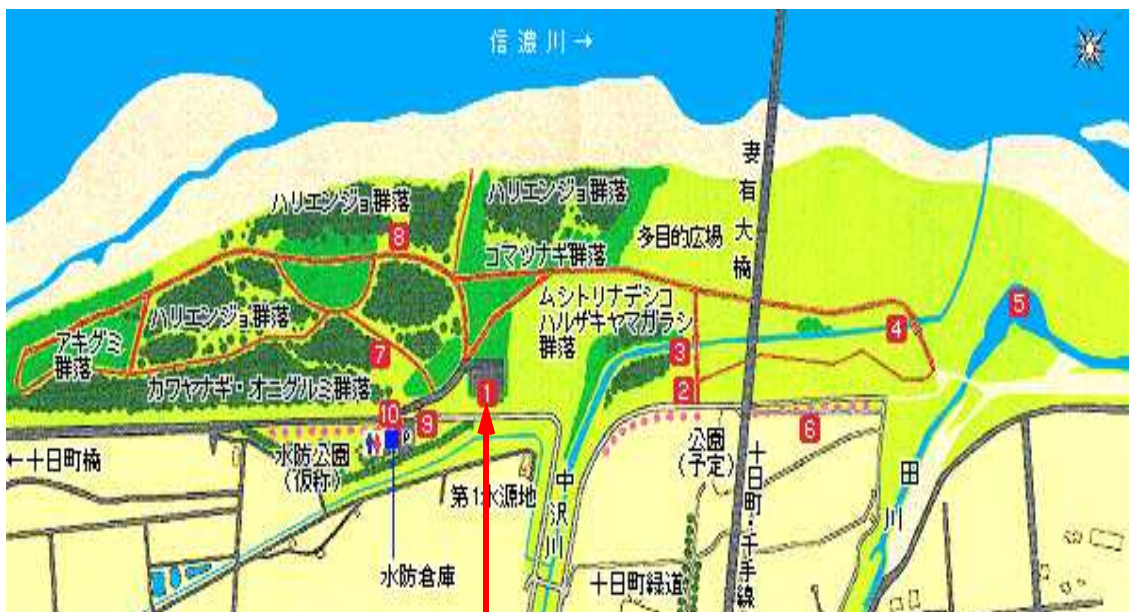 信濃川→
妻有大橋
ハリエンジョ群落
ハリエンジョ群落
8
コマツナギ群落
多目的広場
ムシトリナデシコ
ハルザキヤマガラシ
群落
5
4
ハリエンジョ群落
アキグミ
群落
7
3
カワヤナギ・オニグルミ群落
1
2
10
9
P
6
←十日町橋
水防公園
(仮称)
公園
(予定)
十日町・千手線
田川
第1水源地
中沢川
水防倉庫
十日町緑道